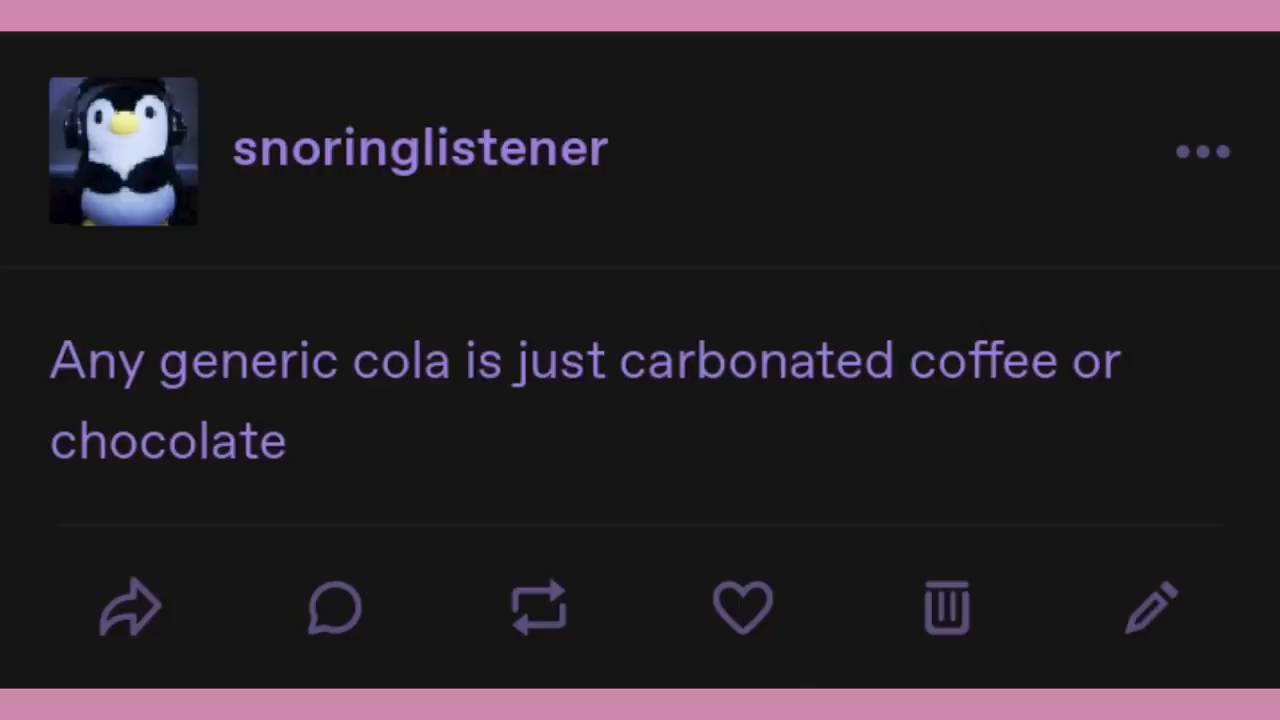 snoringlistener
Any generic cola is just carbonated coffee or
chocolate